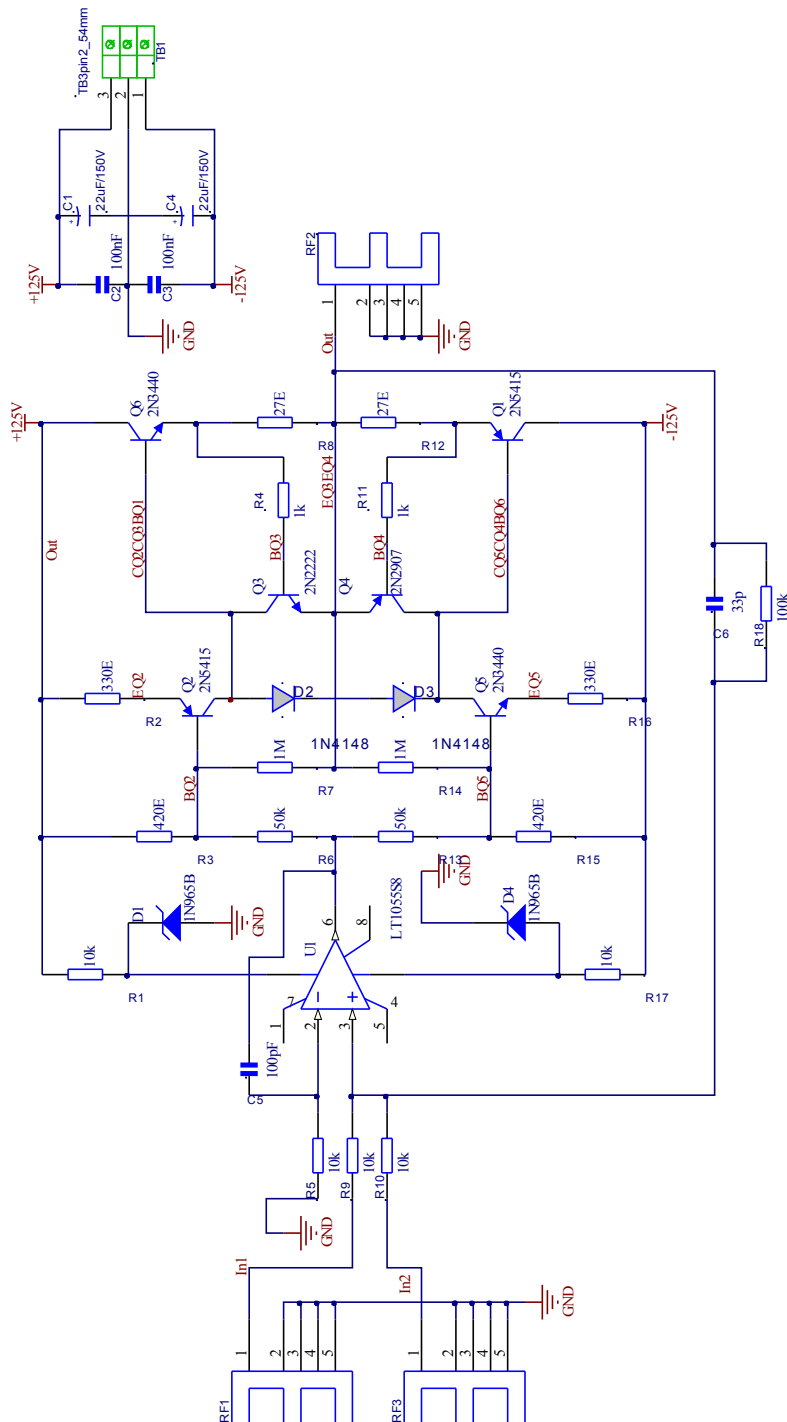 TB3pin2_54mm
TB1
3
2
1
C1
22uF/150V
C4
22uF/150V
+125V
100nF
C2
100nF
C3
-125V
GND
RF2
1
2
3
4
5
Out
GND
+125V
Q6
2N3440
27E
R8
27E
R12
Q1
2N5415
-125V
Out
CQ2CQ3BQ1
R4
1k
EQ3EQ4
R11
1k
CQ5CQ4BQ6
BQ3
BQ4
Q3
2N2222
Q4
2N2907
33p
C6
R18
100k
330E
EQ2
R2
Q2
2N5415
D2
D3
1N4148
1N4148
Q5
2N3440
EQ5
330E
R16
BQ2
1M
R7
1M
R14
BQ5
420E
R3
50k
R6
50k
R13
420E
R15
GND
D1
1N965B
GND
D4
1N965B
10k
R1
U1
LT1055S8
6
8
7
1
2
3
5
4
10k
R17
100pF
C5
R5
10k
R9
10k
R10
10k
GND
In1
In2
GND
1
2
3
4
5
RF1
1
2
3
4
5
RF3